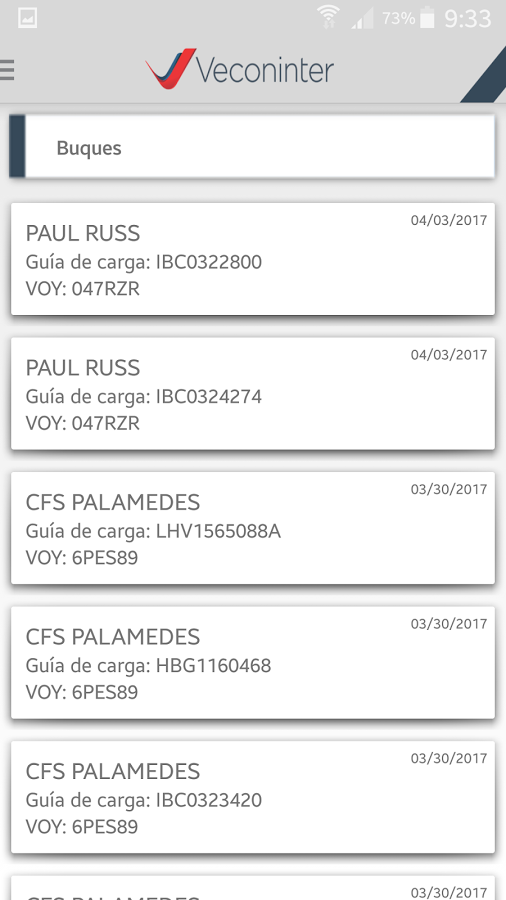 73% 9:33
Veconinter
Buques
04/03/2017
PAUL RUSS
Guía de carga: IBC0322800
VOY: 047RZR
04/03/2017
PAUL RUSS
Guía de carga: IBC0324274
VOY: 047RZR
03/30/2017
CFS PALAMEDES
Guía de carga: LHV1565088A
VOY: 6PES89
03/30/2017
CFS PALAMEDES
Guía de carga: HBG1160468
VOY: 6PES89
03/30/2017
CFS PALAMEDES
Guía de carga: IBC0323420
VOY: 6PES89
03/30/2017